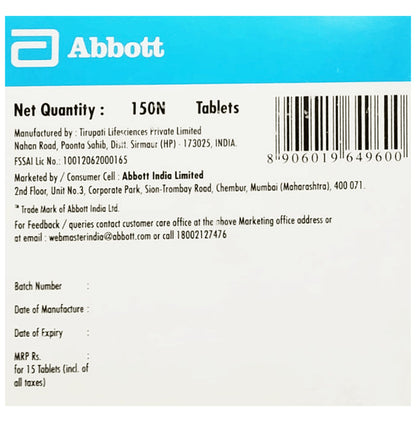 Abbott
Net Quantity : 150N Tablets
Manufactured by : Tirupati Lifesciences Private Limited
Nahan Road, Poonta Sahib, Distt. Sirmaur (HP) - 173025, INDIA.
FSSAI Lic No.: 10012062000165
8 906019 649600
Marketed by / Consumer Cell : Abbott India Limited
2nd Floor, Unit No.3, Corporate Park, Sion-Trombay Road, Chembur, Mumbai (Maharashtra), 400 071.
™ Trade Mark of Abbott India Ltd.
For Feedback / queries contact customer care office at the above Marketing office address or
at email : webmasterindia@abbott.com or call 18002127476
Batch Number :
Date of Manufacture :
Date of Expiry :
MRP Rs. :
for 15 Tablets (incl. of
all taxes)